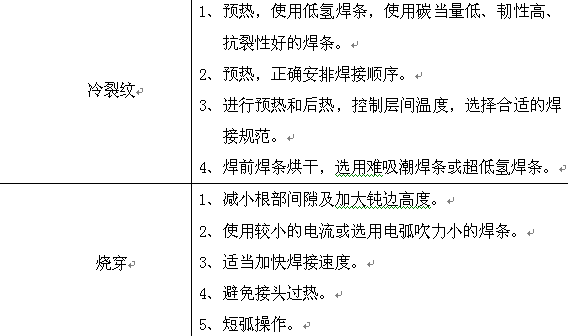 冷裂纹
1、预热，使用低氢焊条，使用碳当量低、韧性高、
抗裂性好的焊条。
2、预热，正确安排焊接顺序。
3、进行预热和后热，控制层间温度，选择合适的焊
接规范。
4、焊前焊条烘干，选用难吸潮焊条或超低氢焊条。
烧穿
1、减小根部间隙及加大钝边高度。
2、使用较小的电流或选用电弧吹力小的焊条。
3、适当加快焊接速度。
4、避免接头过热。
5、短弧操作。